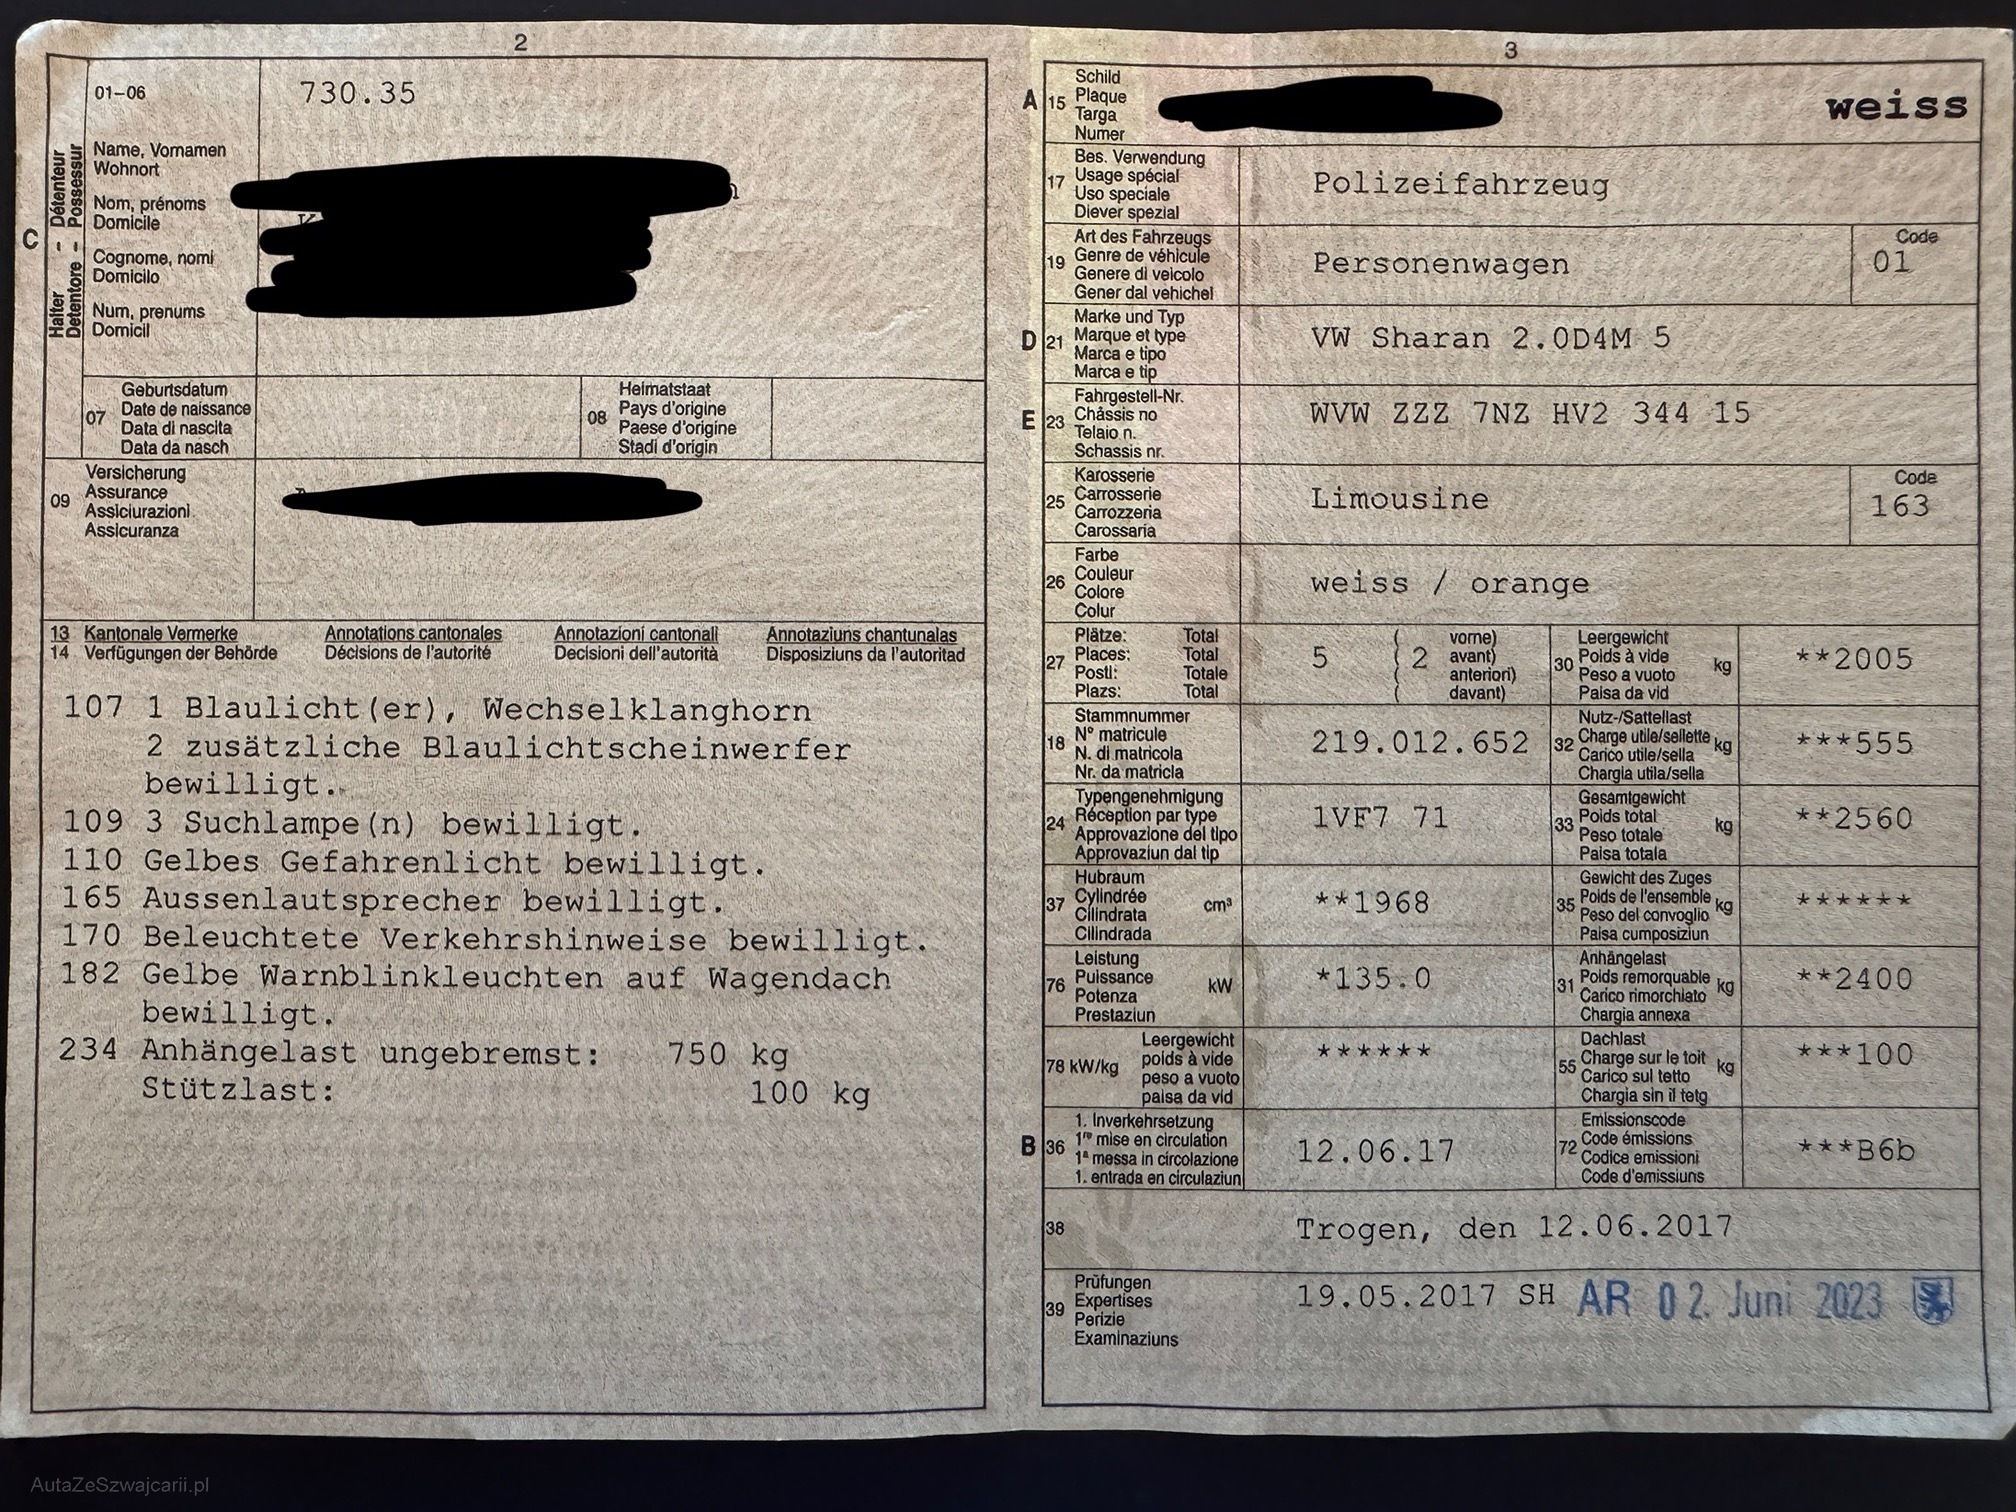 2
01-06
730.35
C
Halter - Détenteur
Detentore - Possessur
Name, Vornamen
Wohnort
Nom, prénoms
Domicile
Cognome, nomi
Domicilo
Num, prenums
Domicil
07
Geburtsdatum
Date de naissance
Data di nascita
Data da nasch
08
Heimatstaat
Pays d'origine
Paese d'origine
Stadi d'origin
09
Versicherung
Assurance
Assiciurazioni
Assicuranza
13 Kantonale Vermerke Annotations cantonales Annotazioni cantonali Annotaziuns chantunalas
14 Verfügungen der Behörde Décisions de l'autorité Decisioni dell'autorità Disposiziuns da l'autoritad
107 1 Blaulicht(er), Wechselklanghorn
2 zusätzliche Blaulichtscheinwerfer
bewilligt.
109 3 Suchlampe(n) bewilligt.
110 Gelbes Gefahrenlicht bewilligt.
165 Aussenlautsprecher bewilligt.
170 Beleuchtete Verkehrshinweise bewilligt.
182 Gelbe Warnblinkleuchten auf Wagendach
bewilligt.
234 Anhängelast ungebremst: 750 kg
Stützlast: 100 kg
3
A 15
Schild
Plaque
Targa
Numer
weiss
17
Bes. Verwendung
Usage spécial
Uso speciale
Diever spezial
Polizeifahrzeug
19
Art des Fahrzeugs
Genre de véhicule
Genere di veicolo
Gener dal vehichel
Personenwagen
Code
01
D 21
Marke und Typ
Marque et type
Marca e tipo
Marca e tip
VW Sharan 2.0D4M 5
E 23
Fahrgestell-Nr.
Châssis no
Telaio n.
Schassis nr.
WVW ZZZ 7NZ HV2 344 15
25
Karosserie
Carrosserie
Carrozzeria
Carossaria
Limousine
Code
163
26
Farbe
Couleur
Colore
Colur
weiss / orange
27
Plätze: Total
Places: Total
Posti: Totale
Plazs: Total
5
( 2
vorne)
avant)
anteriori)
davant)
30
Leergewicht
Poids à vide
Peso a vuoto
Paisa da vid
kg
**2005
18
Stammnummer
N° matricule
N. di matricola
Nr. da matricla
219.012.652
32
Nutz-/Sattellast
Charge utile/sellette
Carico utile/sella
Chargia utila/sella
kg
***555
24
Typengenehmigung
Réception par type
Approvazione del tipo
Approvaziun dal tip
1VF7 71
33
Gesamtgewicht
Poids total
Peso totale
Paisa totala
kg
**2560
37
Hubraum
Cylindrée
Cilindrata
Cilindrada
cm³
**1968
35
Gewicht des Zuges
Poids de l'ensemble
Peso del convoglio
Paisa cumposiziun
kg
******
76
Leistung
Puissance
Potenza
Prestaziun
kW
*135.0
31
Anhängelast
Poids remorquable
Carico rimorchiato
Chargia annexa
kg
**2400
78 kW/kg
Leergewicht
poids à vide
peso a vuoto
paisa da vid
******
55
Dachlast
Charge sur le toit
Carico sul tetto
Chargia sin il tetg
kg
***100
B 36
1. Inverkehrsetzung
1re mise en circulation
1ª messa in circolazione
1. entrada en circulaziun
12.06.17
72
Emissionscode
Code émissions
Codice emissioni
Code d'emissiuns
***B6b
38
Trogen, den 12.06.2017
39
Prüfungen
Expertises
Perizie
Examinaziuns
19.05.2017 SH AR 02. Juni 2023
AutaZeSzwajcarii.pl